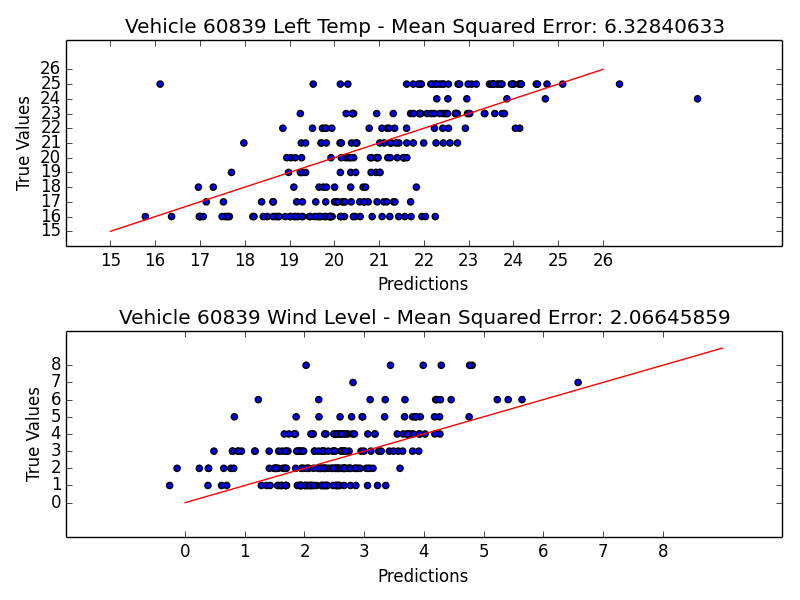 Vehicle 60839 Left Temp - Mean Squared Error: 6.32840633
True Values
26
25
24
23
22
21
20
19
18
17
16
15
15 16 17 18 19 20 21 22 23 24 25 26
Predictions
Vehicle 60839 Wind Level - Mean Squared Error: 2.06645859
True Values
8
7
6
5
4
3
2
1
0
0 1 2 3 4 5 6 7 8
Predictions